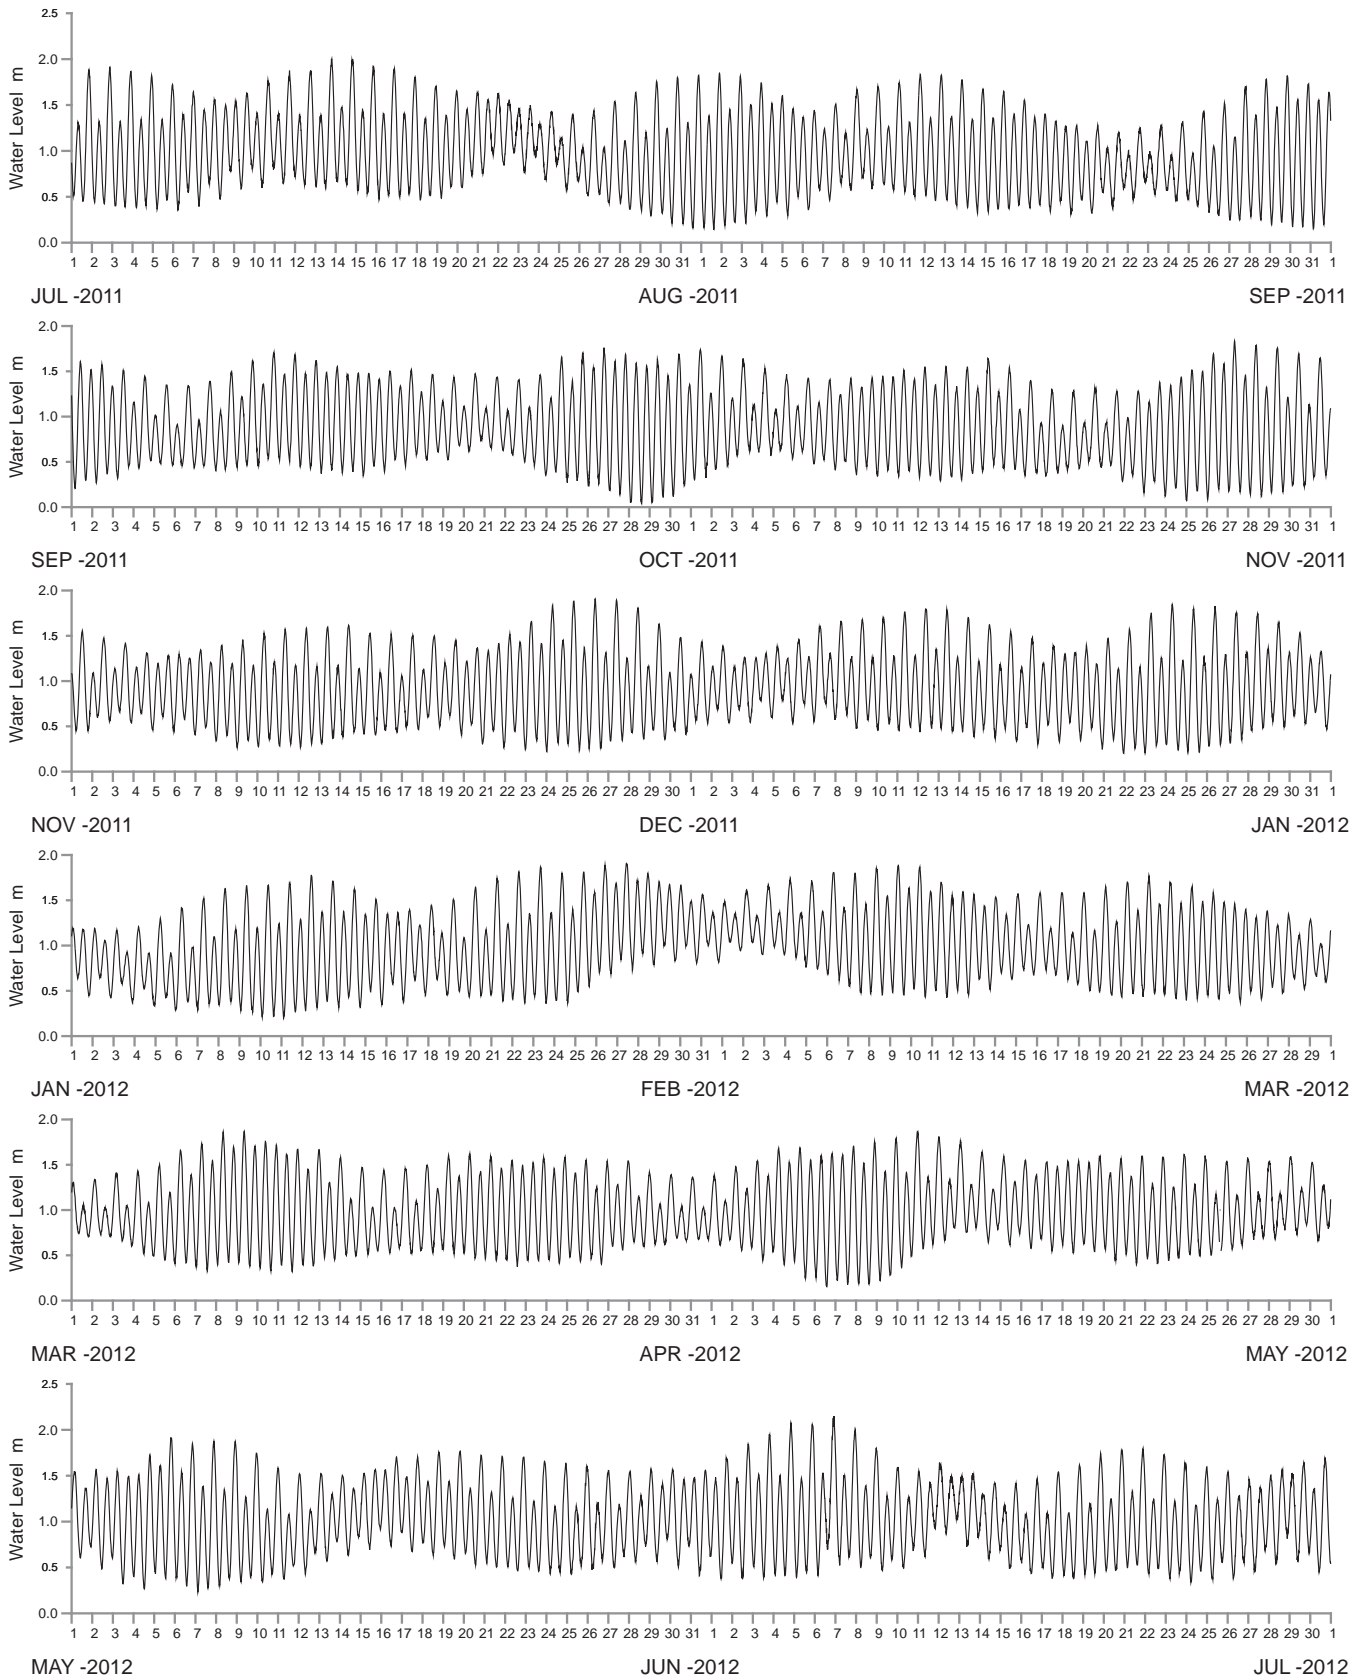 2.5
2.0
1.5
1.0
0.5
0.0
Water Level m
1 2 3 4 5 6 7 8 9 10 11 12 13 14 15 16 17 18 19 20 21 22 23 24 25 26 27 28 29 30 31 1 2 3 4 5 6 7 8 9 10 11 12 13 14 15 16 17 18 19 20 21 22 23 24 25 26 27 28 29 30 31 1
JUL -2011 AUG -2011 SEP -2011
2.0
1.5
1.0
0.5
0.0
Water Level m
1 2 3 4 5 6 7 8 9 10 11 12 13 14 15 16 17 18 19 20 21 22 23 24 25 26 27 28 29 30 1 2 3 4 5 6 7 8 9 10 11 12 13 14 15 16 17 18 19 20 21 22 23 24 25 26 27 28 29 30 31 1
SEP -2011 OCT -2011 NOV -2011
2.0
1.5
1.0
0.5
0.0
Water Level m
1 2 3 4 5 6 7 8 9 10 11 12 13 14 15 16 17 18 19 20 21 22 23 24 25 26 27 28 29 30 1 2 3 4 5 6 7 8 9 10 11 12 13 14 15 16 17 18 19 20 21 22 23 24 25 26 27 28 29 30 31 1
NOV -2011 DEC -2011 JAN -2012
2.0
1.5
1.0
0.5
0.0
Water Level m
1 2 3 4 5 6 7 8 9 10 11 12 13 14 15 16 17 18 19 20 21 22 23 24 25 26 27 28 29 30 31 1 2 3 4 5 6 7 8 9 10 11 12 13 14 15 16 17 18 19 20 21 22 23 24 25 26 27 28 29 1
JAN -2012 FEB -2012 MAR -2012
2.0
1.5
1.0
0.5
0.0
Water Level m
1 2 3 4 5 6 7 8 9 10 11 12 13 14 15 16 17 18 19 20 21 22 23 24 25 26 27 28 29 30 31 1 2 3 4 5 6 7 8 9 10 11 12 13 14 15 16 17 18 19 20 21 22 23 24 25 26 27 28 29 30 1
MAR -2012 APR -2012 MAY -2012
2.5
2.0
1.5
1.0
0.5
0.0
Water Level m
1 2 3 4 5 6 7 8 9 10 11 12 13 14 15 16 17 18 19 20 21 22 23 24 25 26 27 28 29 30 31 1 2 3 4 5 6 7 8 9 10 11 12 13 14 15 16 17 18 19 20 21 22 23 24 25 26 27 28 29 30 1
MAY -2012 JUN -2012 JUL -2012